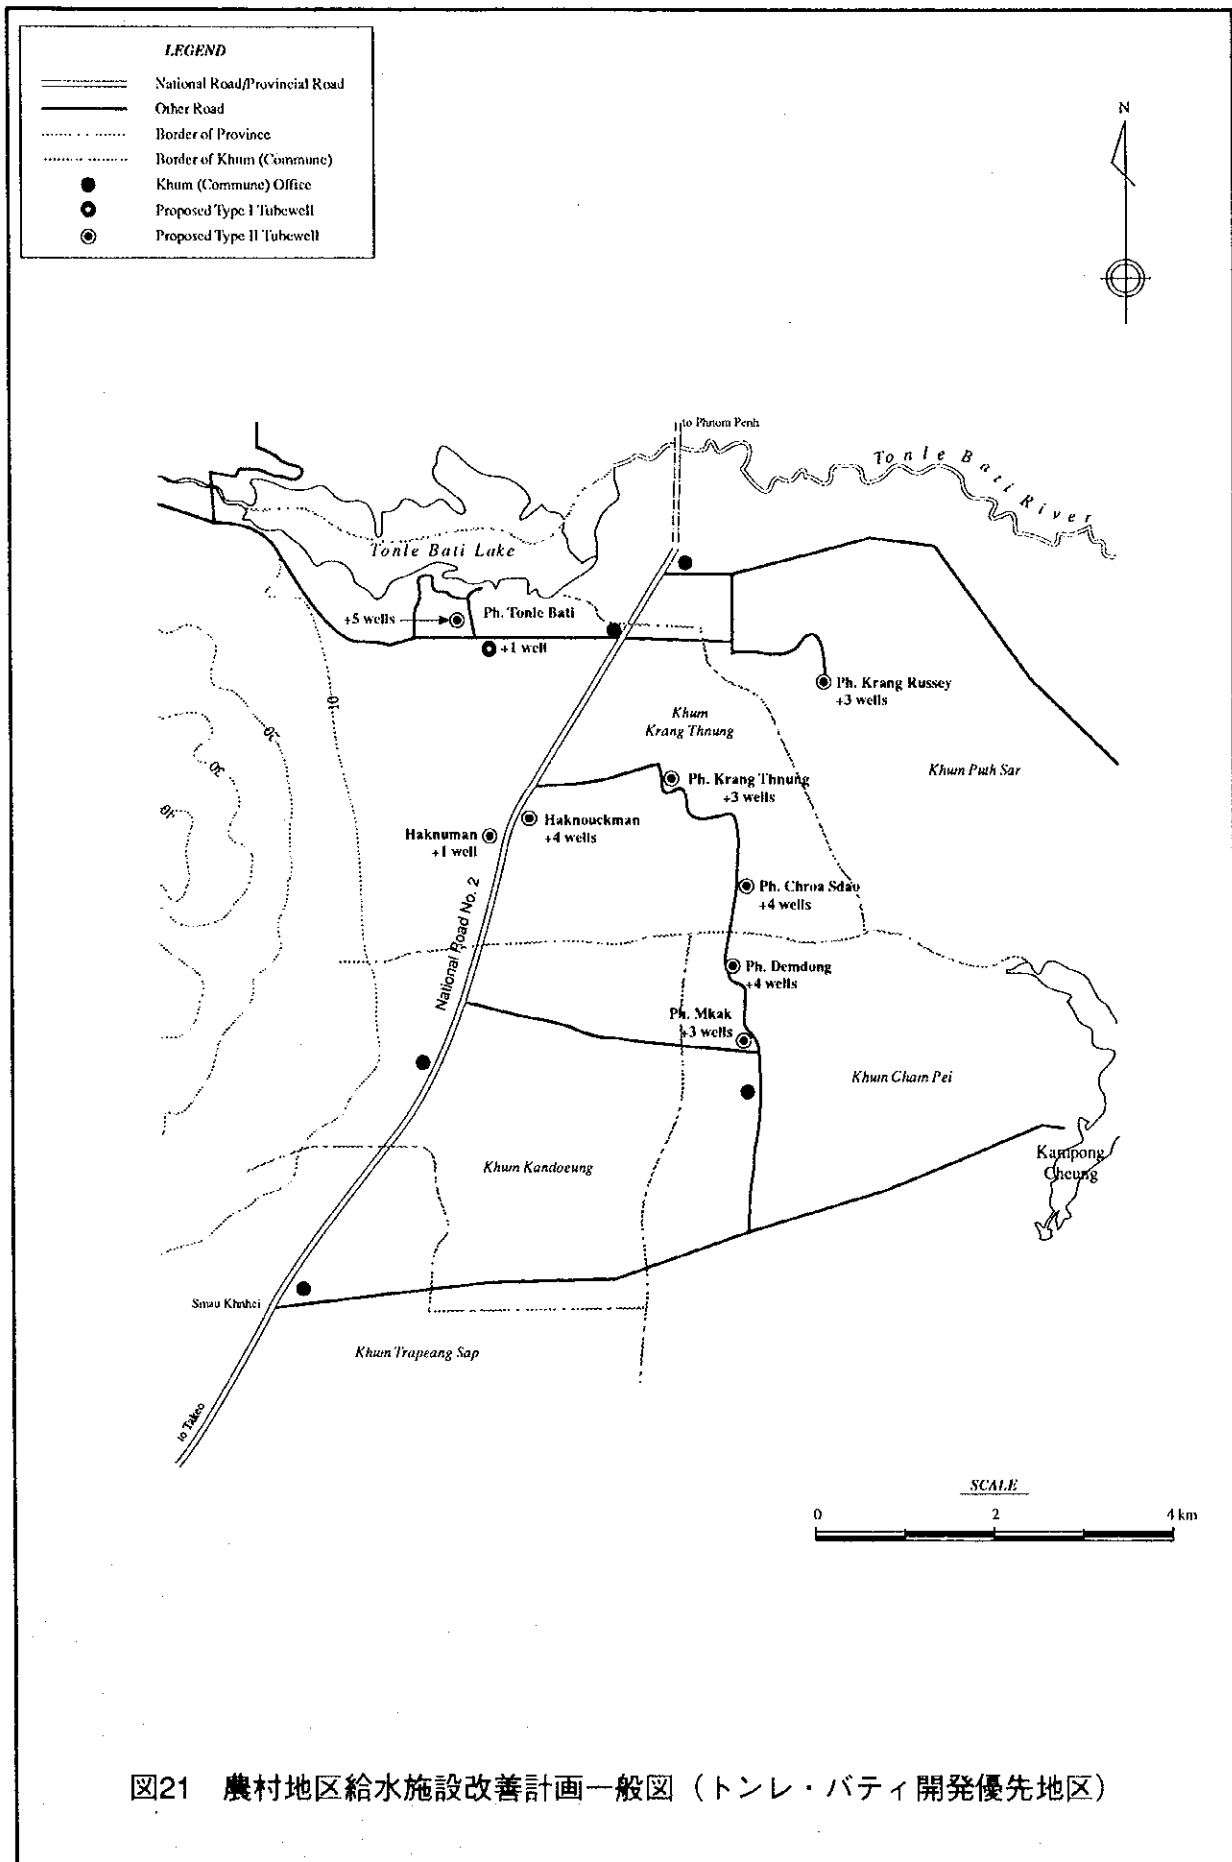 LEGEND
National Road/Provincial Road
Other Road
Border of Province
Border of Khum (Commune)
Khum (Commune) Office
Proposed Type I Tubewell
Proposed Type II Tubewell
N
to Phnom Penh
Tonle Bati River
Tonle Bati Lake
+5 wells
Ph. Tonle Bati
+1 well
Ph. Krang Russey
+3 wells
Khum
Krang Thnung
Khum Puth Sar
10
20
30
40
Ph. Krang Thnung
+3 wells
Haknouckman
+4 wells
Haknuman
+1 well
Ph. Chroa Sdao
+4 wells
National Road No. 2
Ph. Demdung
+4 wells
Ph. Mkak
+3 wells
Khum Cham Pei
Kampong
Cheung
Khum Kandoeung
Smau Khnhei
Khum Trapeang Sap
to Takeo
SCALE
0 2 4 km
図21 農村地区給水施設改善計画一般図（トンレ・バティ開発優先地区）